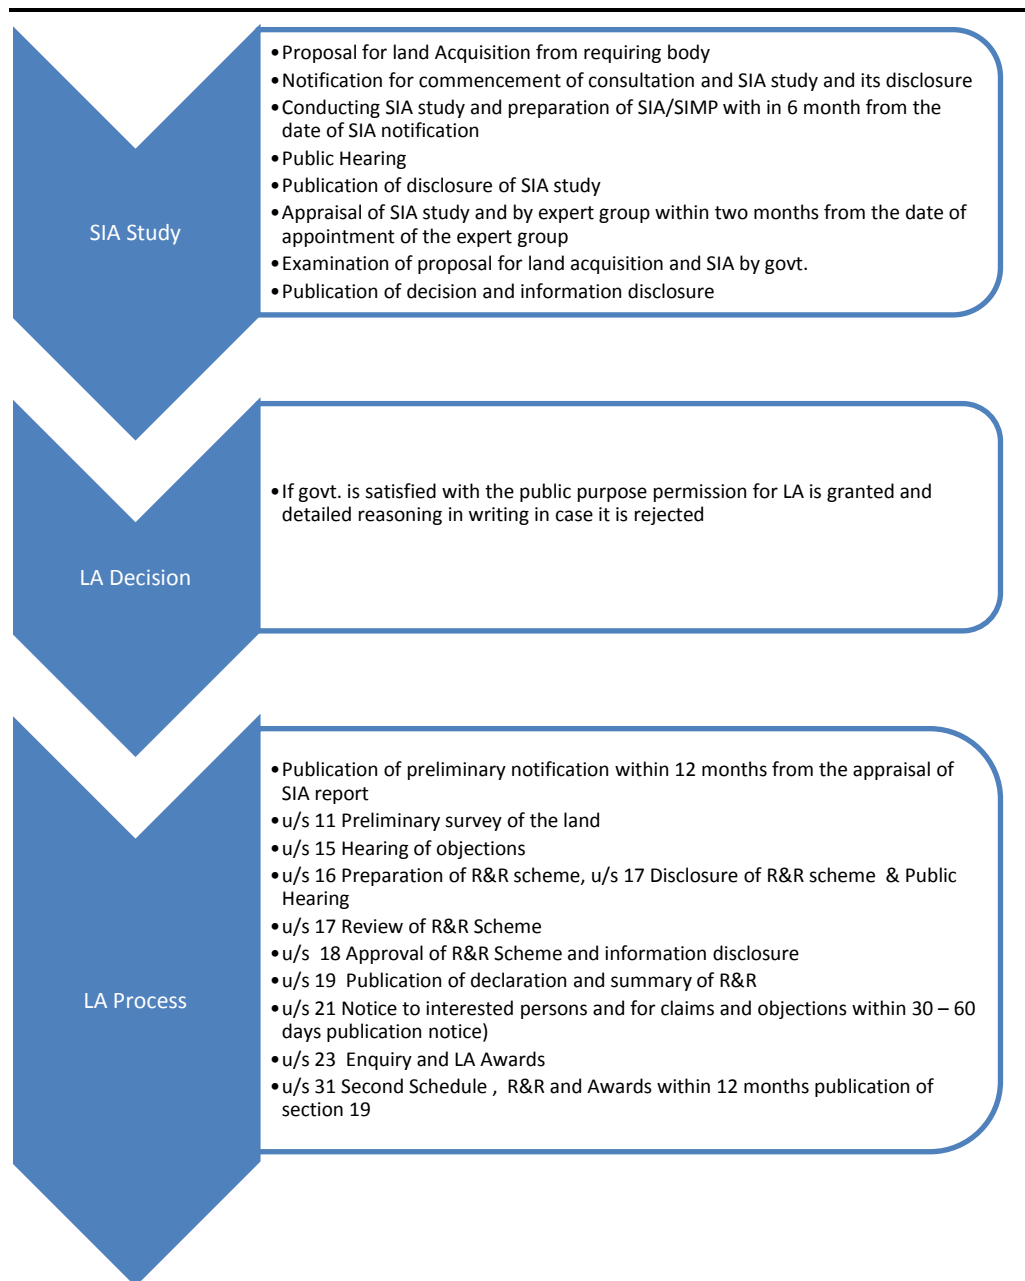 SIA Study
•Proposal for land Acquisition from requiring body
•Notification for commencement of consultation and SIA study and its disclosure
•Conducting SIA study and preparation of SIA/SIMP with in 6 month from the
date of SIA notification
•Public Hearing
•Publication of disclosure of SIA study
•Appraisal of SIA study and by expert group within two months from the date of
appointment of the expert group
•Examination of proposal for land acquisition and SIA by govt.
•Publication of decision and information disclosure
LA Decision
•If govt. is satisfied with the public purpose permission for LA is granted and
detailed reasoning in writing in case it is rejected
LA Process
•Publication of preliminary notification within 12 months from the appraisal of
SIA report
•u/s 11 Preliminary survey of the land
•u/s 15 Hearing of objections
•u/s 16 Preparation of R&R scheme, u/s 17 Disclosure of R&R scheme & Public
Hearing
•u/s 17 Review of R&R Scheme
•u/s 18 Approval of R&R Scheme and information disclosure
•u/s 19 Publication of declaration and summary of R&R
•u/s 21 Notice to interested persons and for claims and objections within 30 – 60
days publication notice)
•u/s 23 Enquiry and LA Awards
•u/s 31 Second Schedule , R&R and Awards within 12 months publication of
section 19